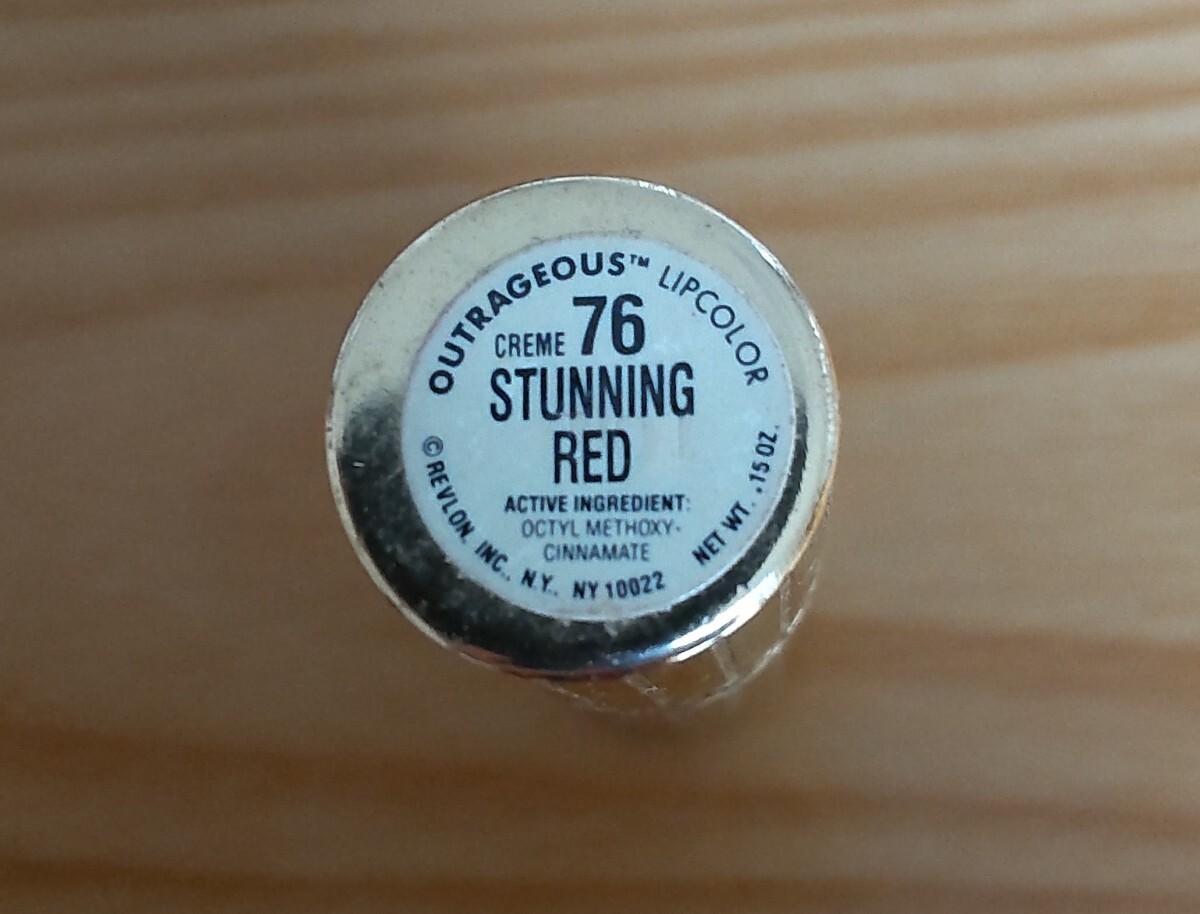 OUTRAGEOUS™ LIPCOLOR
CREME 76
STUNNING
RED
ACTIVE INGREDIENT:
OCTYL METHOXY-
CINNAMATE
© REVLON, INC., N.Y., NY 10022
NET WT. .15 OZ.